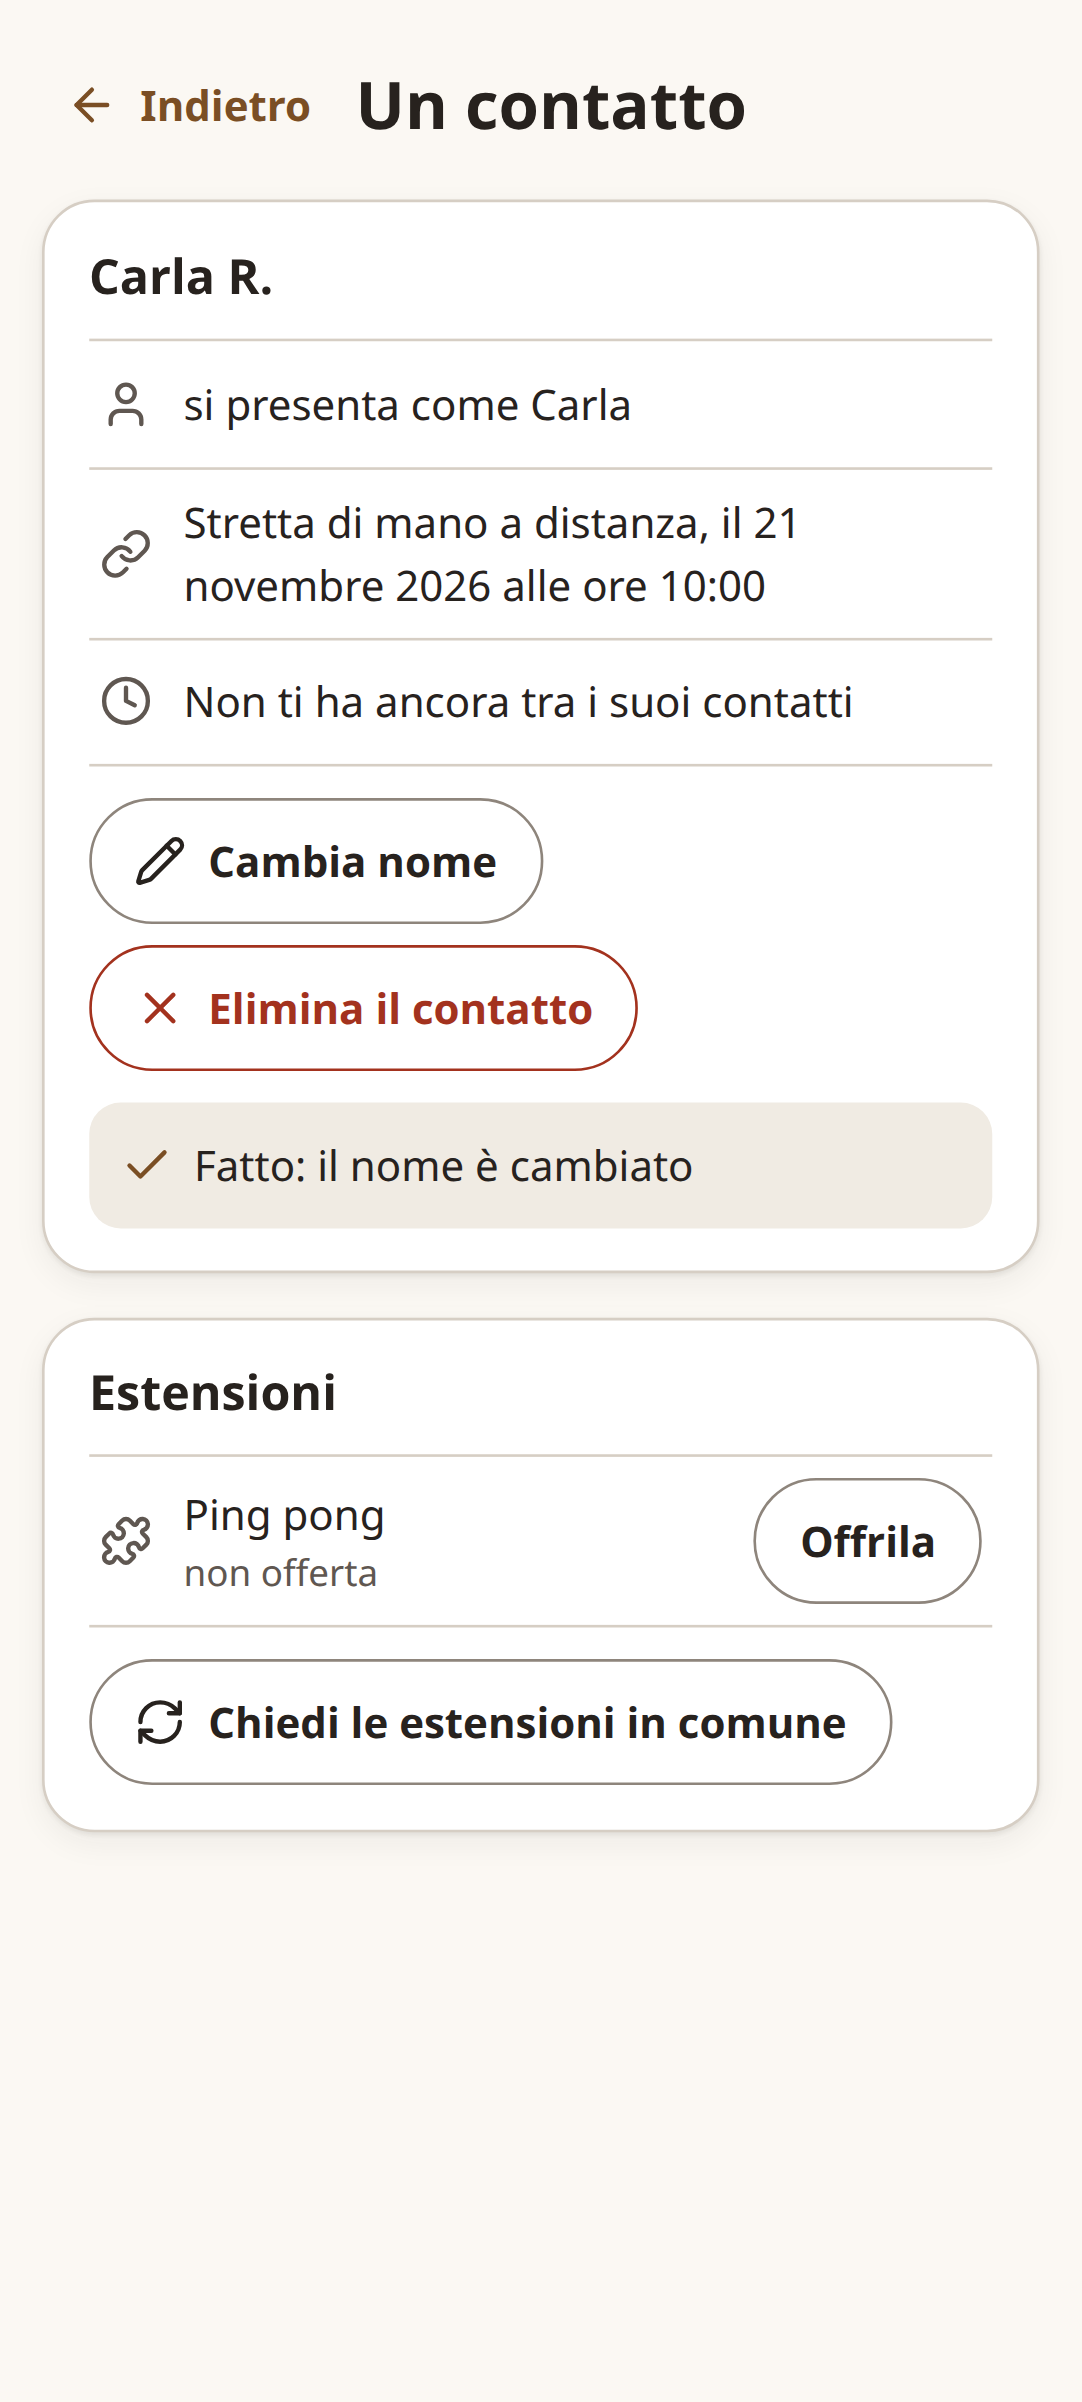 Indietro
Un contatto
Carla R.
si presenta come Carla
Stretta di mano a distanza, il 21
novembre 2026 alle ore 10:00
Non ti ha ancora tra i suoi contatti
Cambia nome
Elimina il contatto
Fatto: il nome è cambiato
Estensioni
Ping pong
non offerta
Offrila
Chiedi le estensioni in comune